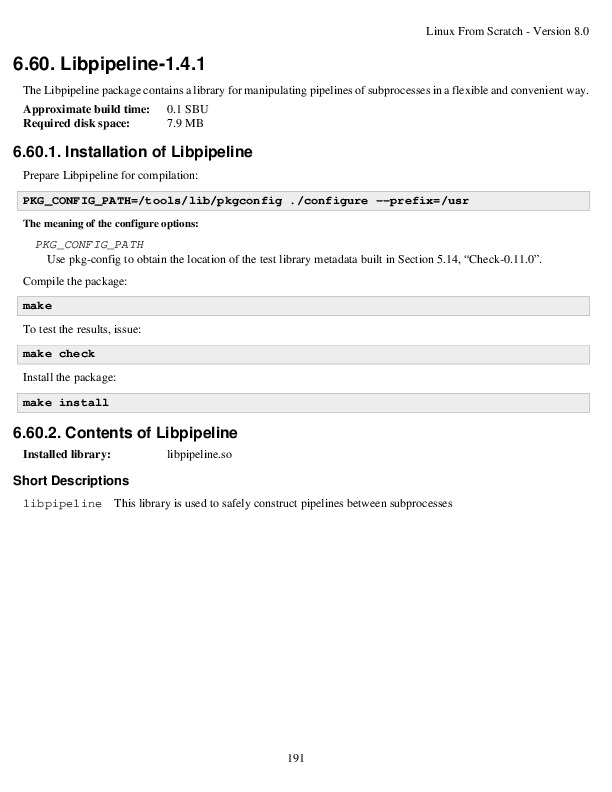 Linux From Scratch - Version 8.0
6.60. Libpipeline-1.4.1
The Libpipeline package contains a library for manipulating pipelines of subprocesses in a flexible and convenient way.
Approximate build time: 0.1 SBU
Required disk space: 7.9 MB
6.60.1. Installation of Libpipeline
Prepare Libpipeline for compilation:
PKG_CONFIG_PATH=/tools/lib/pkgconfig ./configure --prefix=/usr
The meaning of the configure options:
PKG_CONFIG_PATH
Use pkg-config to obtain the location of the test library metadata built in Section 5.14, “Check-0.11.0”.
Compile the package:
make
To test the results, issue:
make check
Install the package:
make install
6.60.2. Contents of Libpipeline
Installed library: libpipeline.so
Short Descriptions
libpipeline This library is used to safely construct pipelines between subprocesses
191